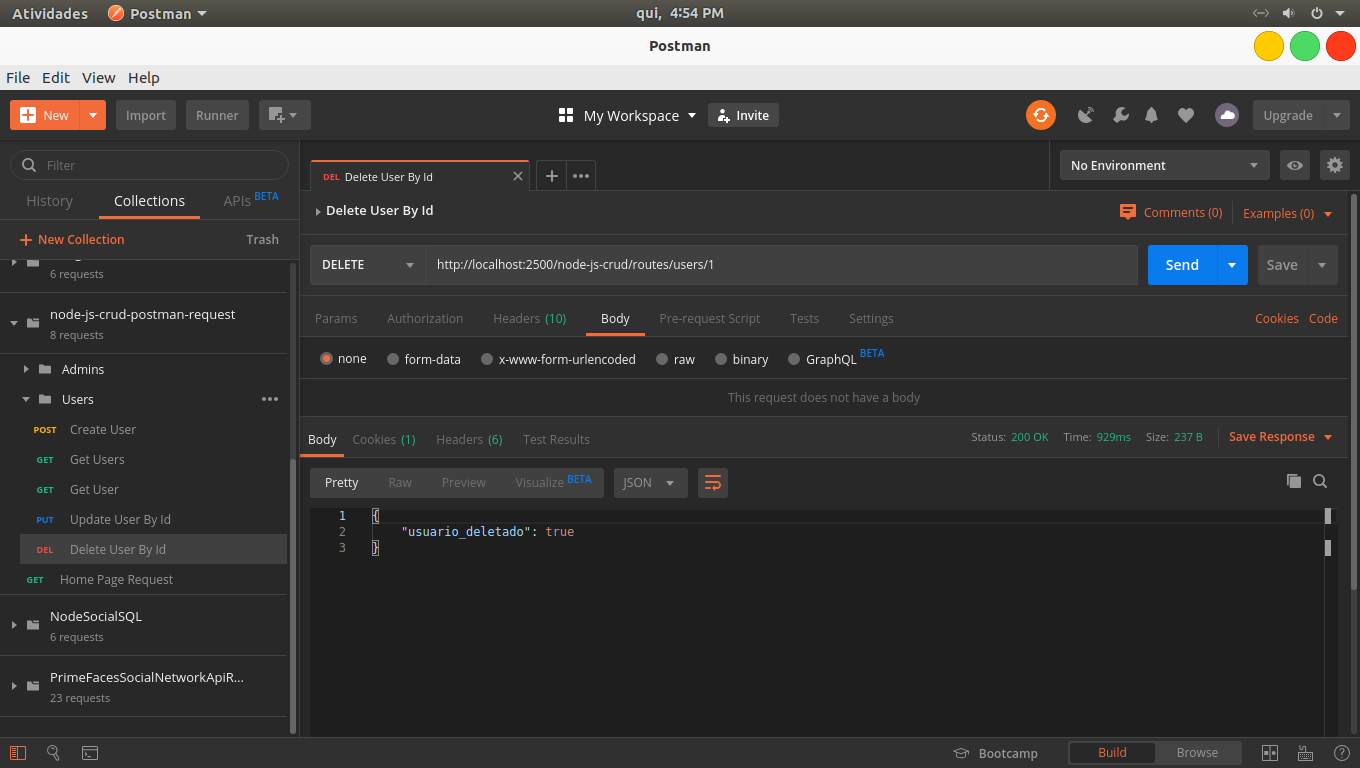 Atividades Postman qui, 4:54 PM
Postman
File Edit View Help
New Import Runner My Workspace Invite Upgrade
Filter
History Collections APIs BETA
New Collection Trash
6 requests
node-js-crud-postman-request
8 requests
Admins
Users
POST Create User
GET Get Users
GET Get User
PUT Update User By Id
DEL Delete User By Id
GET Home Page Request
NodeSocialSQL
6 requests
PrimeFacesSocialNetworkApiR...
23 requests
DEL Delete User By Id
No Environment
Delete User By Id
Comments (0) Examples (0)
DELETE http://localhost:2500/node-js-crud/routes/users/1 Send Save
Params Authorization Headers (10) Body Pre-request Script Tests Settings Cookies Code
none form-data x-www-form-urlencoded raw binary GraphQL BETA
This request does not have a body
Body Cookies (1) Headers (6) Test Results Status: 200 OK Time: 929ms Size: 237 B Save Response
Pretty Raw Preview Visualize BETA JSON
1 {
2 "usuario_deletado": true
3 }
Bootcamp Build Browse